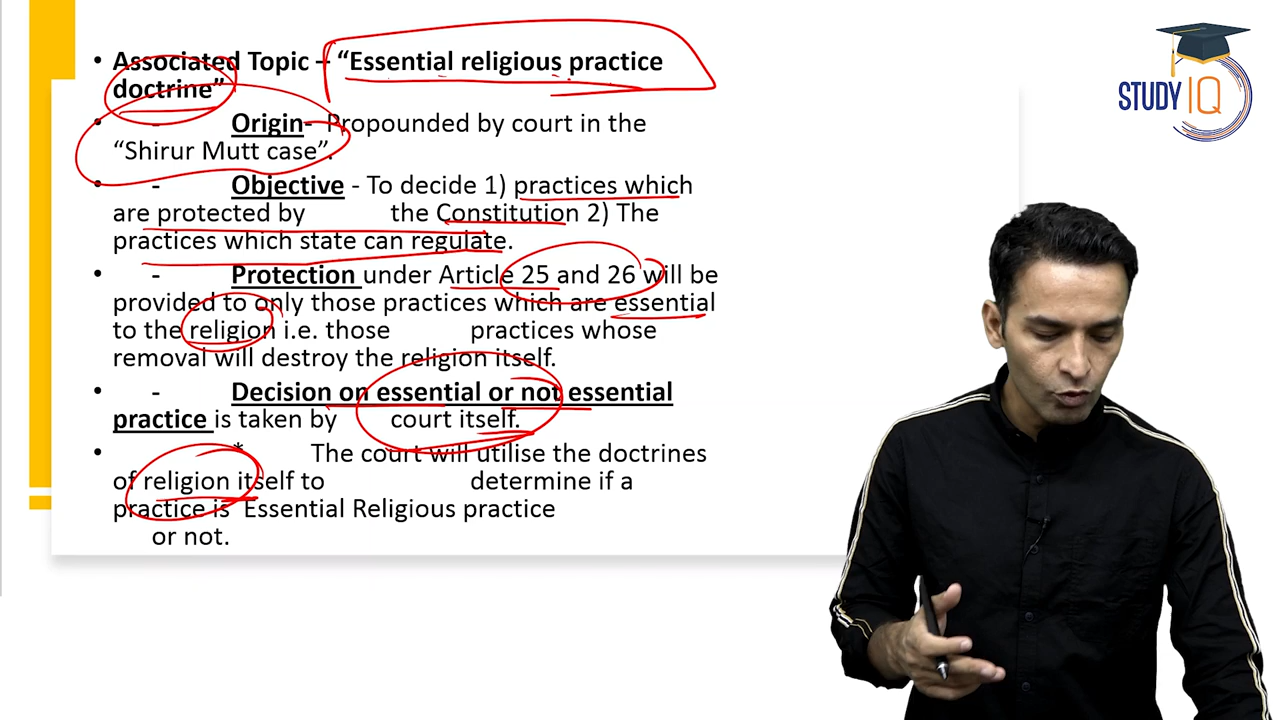 • Associated Topic – “Essential religious practice
doctrine”
• - Origin- Propounded by court in the
“Shirur Mutt case”.
• - Objective - To decide 1) practices which
are protected by the Constitution 2) The
practices which state can regulate.
• - Protection under Article 25 and 26 will be
provided to only those practices which are essential
to the religion i.e. those practices whose
removal will destroy the religion itself.
• - Decision on essential or not essential
practice is taken by court itself.
• * The court will utilise the doctrines
of religion itself to determine if a
practice is Essential Religious practice
or not.
STUDY IQ